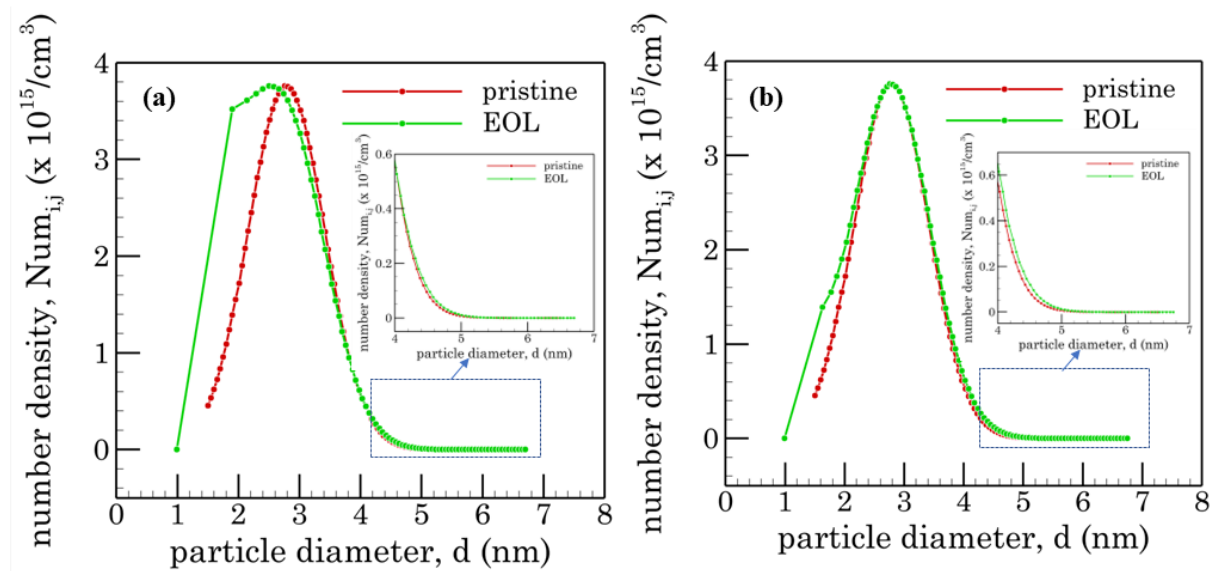 number density, Num_{i,j} (x 10^{15}/cm^3)
4
3
2
1
0
(a)
pristine
EOL
number density, Num_{i,j} (x 10^{15}/cm^3)
0.6
0.4
0.2
0
pristine
EOL
4 5 6 7
particle diameter, d (nm)
0 1 2 3 4 5 6 7 8
particle diameter, d (nm)
number density, Num_{i,j} (x 10^{15}/cm^3)
4
3
2
1
0
(b)
pristine
EOL
number density, Num_{i,j} (x 10^{15}/cm^3)
0.6
0.4
0.2
0
pristine
EOL
4 5 6 7
particle diameter, d (nm)
0 1 2 3 4 5 6 7 8
particle diameter, d (nm)